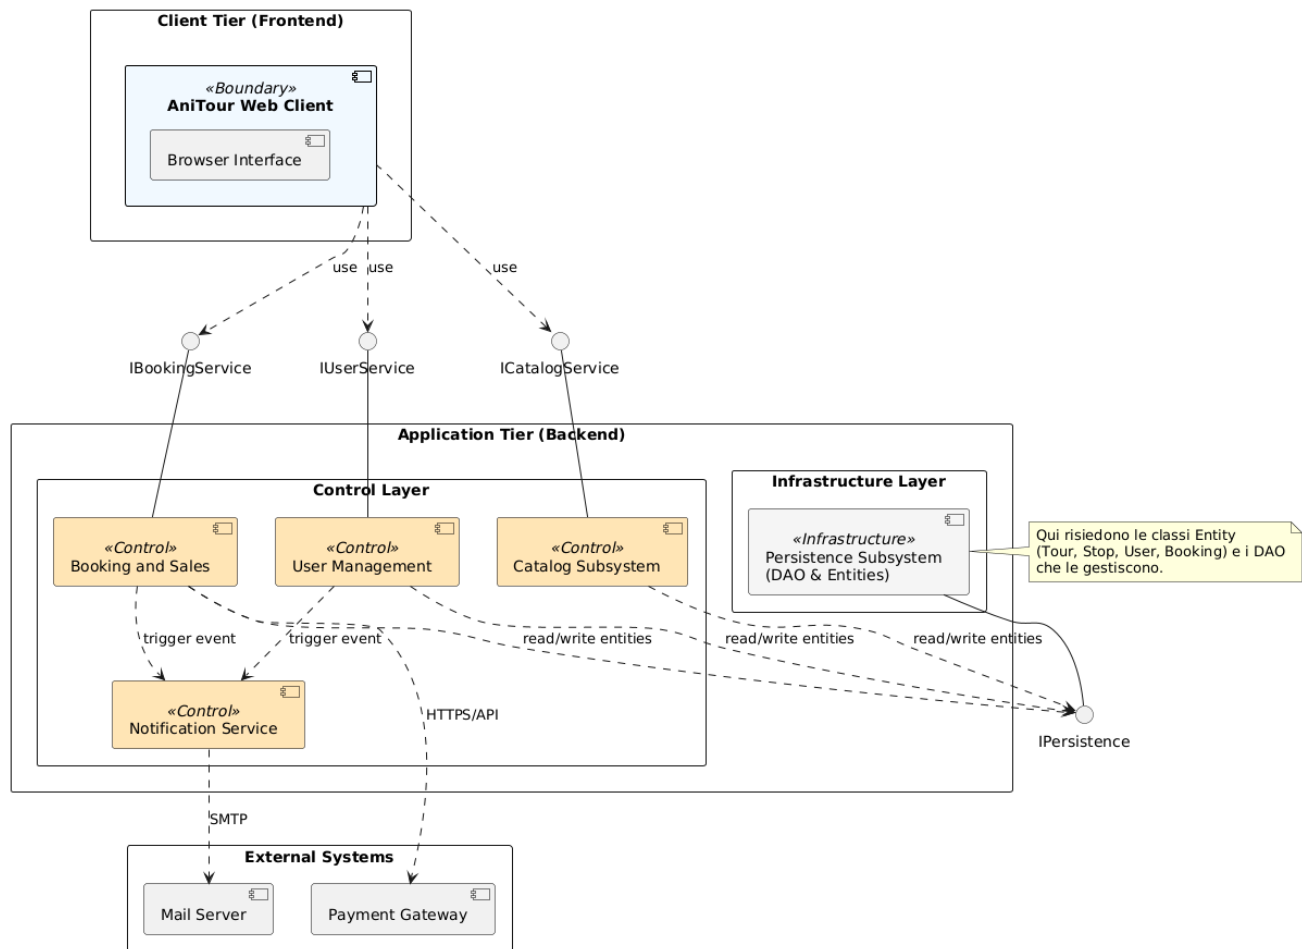 Client Tier (Frontend)
«Boundary»
AniTour Web Client
Browser Interface
use
use
use
IBookingService
IUserService
ICatalogService
Application Tier (Backend)
Control Layer
Infrastructure Layer
«Control»
Booking and Sales
«Control»
User Management
«Control»
Catalog Subsystem
«Infrastructure»
Persistence Subsystem
(DAO & Entities)
Qui risiedono le classi Entity
(Tour, Stop, User, Booking) e i DAO
che le gestiscono.
trigger event
trigger event
read/write entities
read/write entities
read/write entities
«Control»
Notification Service
HTTPS/API
IPersistence
SMTP
External Systems
Mail Server
Payment Gateway